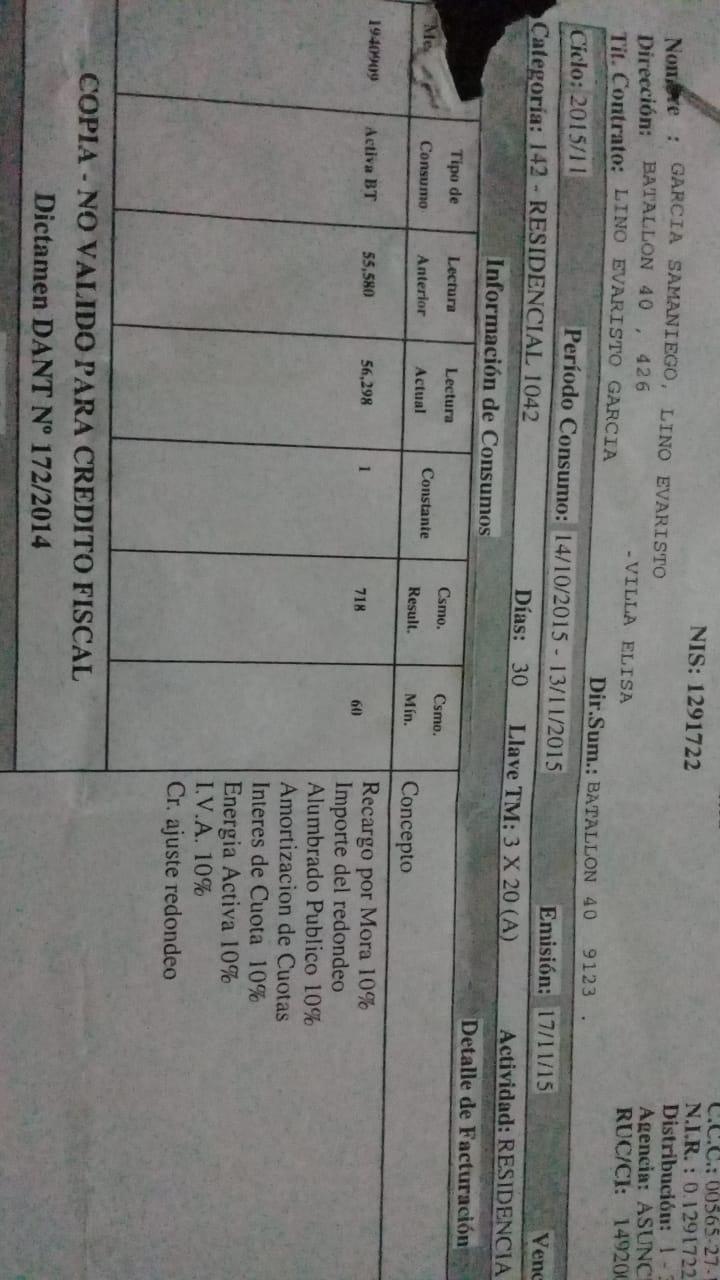 NIS: 1291722
C.C.C.: 00565-27-
N.I.R. : 0.1291722
Nombre : GARCIA SAMANIEGO, LINO EVARISTO
Distribución: 1 -
Dirección: BATALLON 40 , 426 -VILLA ELISA
Agencia: ASUNC
Tit. Contrato: LINO EVARISTO GARCIA Dir.Sum.: BATALLON 40 9123 .
RUC/CI: 14920
Ciclo: 2015/11 Período Consumo: 14/10/2015 - 13/11/2015 Emisión: 17/11/15 Venc
Categoría: 142 - RESIDENCIAL 1042 Días: 30 Llave TM: 3 X 20 (A) Actividad: RESIDENCIA
Información de Consumos Detalle de Facturación
Tipo de Lectura Lectura Csmo. Csmo.
Me Consumo Anterior Actual Constante Result. Mín. Concepto
1940909 Activa BT 55,580 56,298 1 718 60
Recargo por Mora 10%
Importe del redondeo
Alumbrado Publico 10%
Amortizacion de Cuotas
Interes de Cuota 10%
Energia Activa 10%
I.V.A. 10%
Cr. ajuste redondeo
COPIA - NO VALIDO PARA CREDITO FISCAL
Dictamen DANT Nº 172/2014